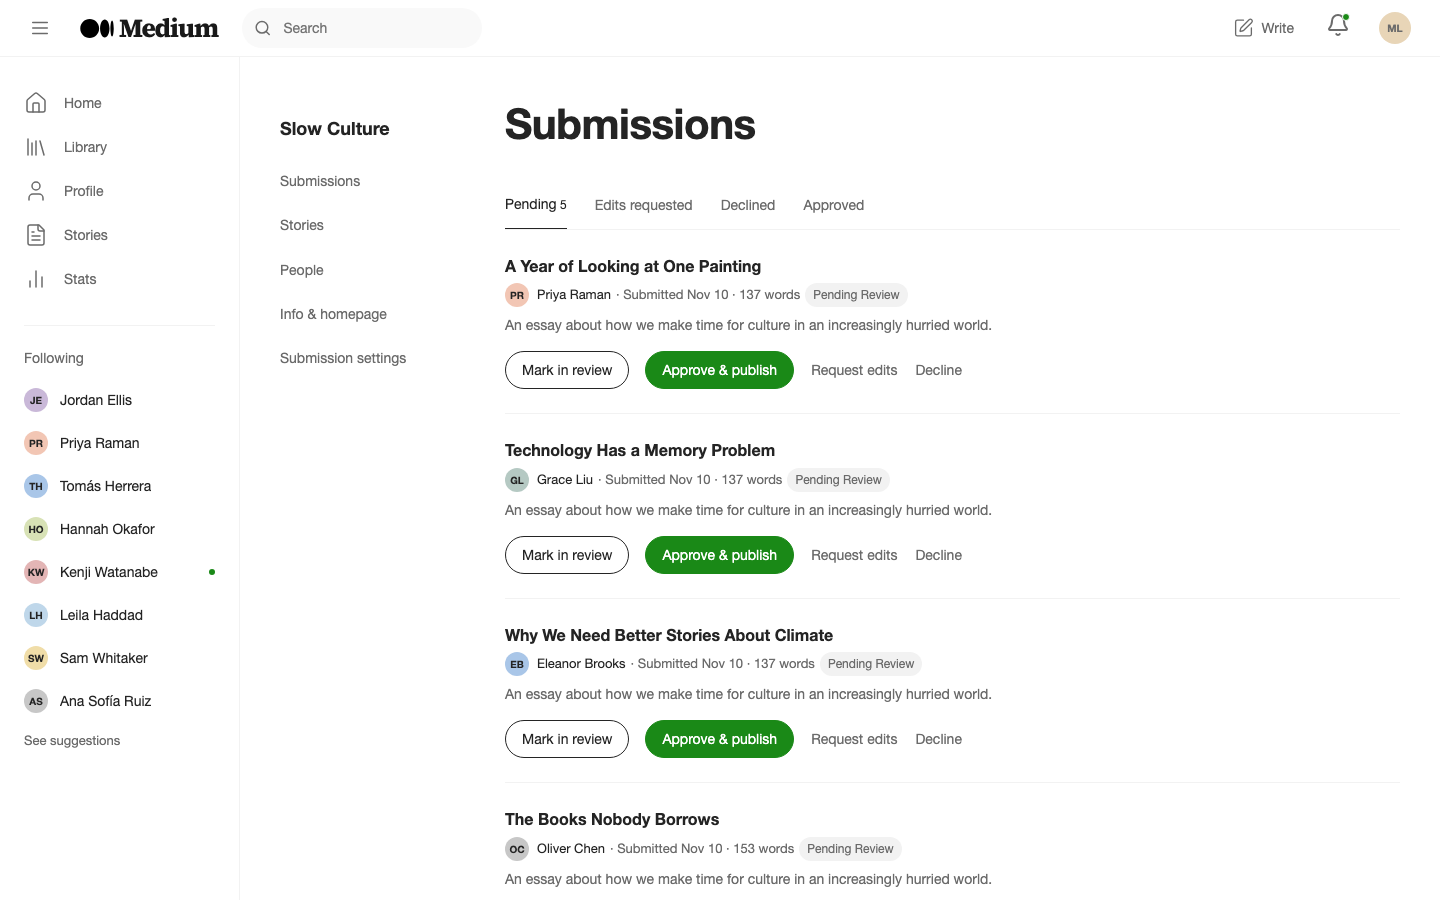 Medium
Search
Write
ML
Home
Library
Profile
Stories
Stats
Following
JE Jordan Ellis
PR Priya Raman
TH Tomás Herrera
HO Hannah Okafor
KW Kenji Watanabe
LH Leila Haddad
SW Sam Whitaker
AS Ana Sofía Ruiz
See suggestions
Slow Culture
Submissions
Stories
People
Info & homepage
Submission settings
Submissions
Pending 5 Edits requested Declined Approved
A Year of Looking at One Painting
PR Priya Raman · Submitted Nov 10 · 137 words Pending Review
An essay about how we make time for culture in an increasingly hurried world.
Mark in review Approve & publish Request edits Decline
Technology Has a Memory Problem
GL Grace Liu · Submitted Nov 10 · 137 words Pending Review
An essay about how we make time for culture in an increasingly hurried world.
Mark in review Approve & publish Request edits Decline
Why We Need Better Stories About Climate
EB Eleanor Brooks · Submitted Nov 10 · 137 words Pending Review
An essay about how we make time for culture in an increasingly hurried world.
Mark in review Approve & publish Request edits Decline
The Books Nobody Borrows
OC Oliver Chen · Submitted Nov 10 · 153 words Pending Review
An essay about how we make time for culture in an increasingly hurried world.